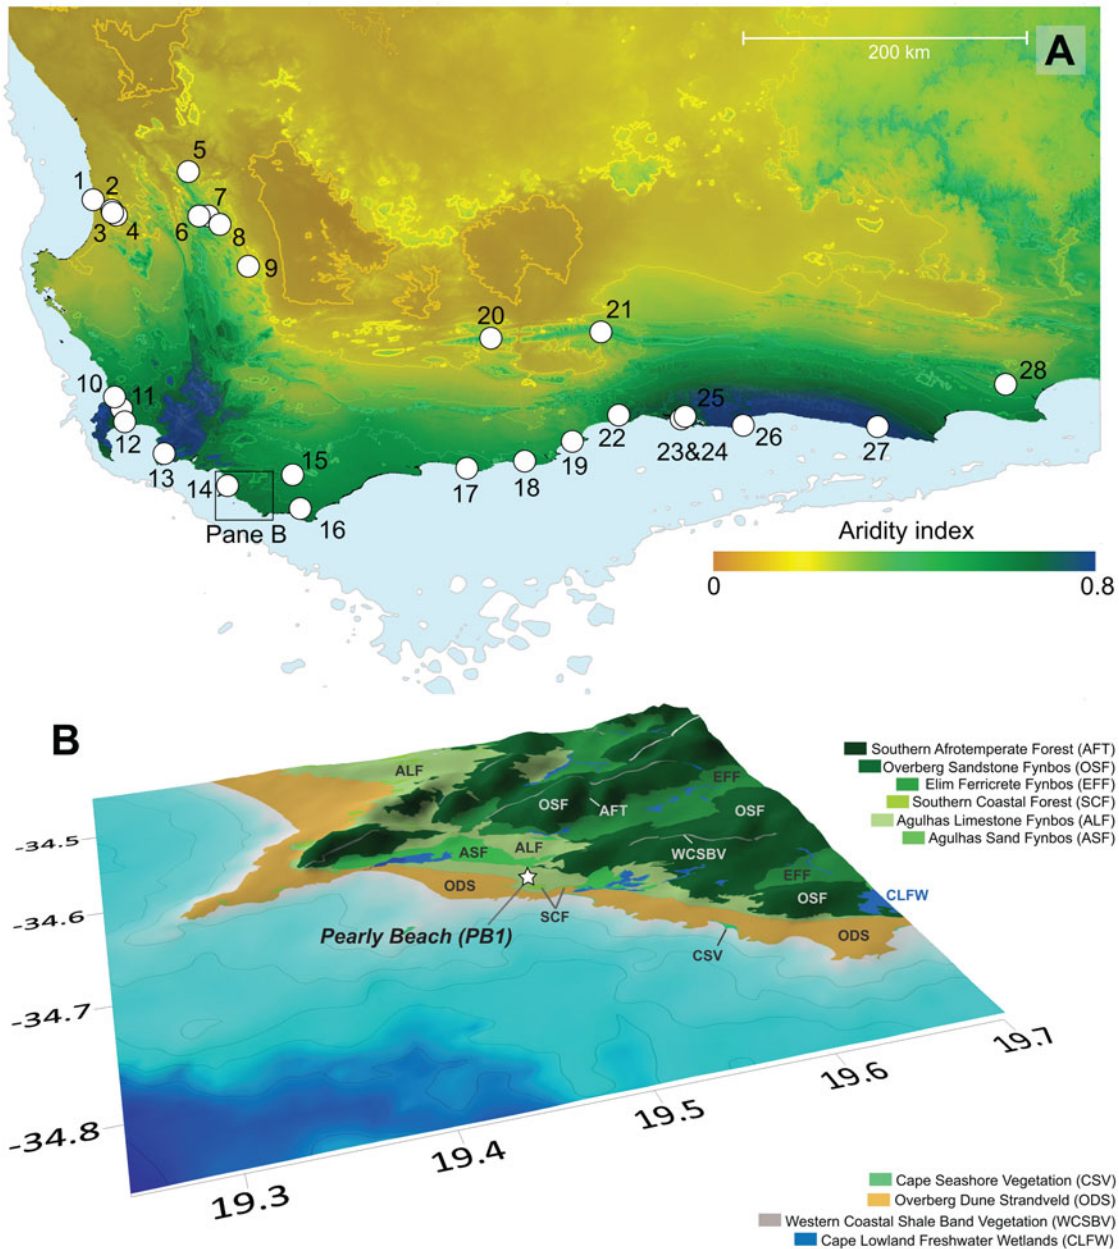 A
200 km
5
1
2
7
3
4
6
8
9
20
21
28
10
11
25
12
22
26
23&24
27
13
19
15
18
17
14
16
Pane B
Aridity index
0
0.8
B
Southern Afrotemperate Forest (AFT)
Overberg Sandstone Fynbos (OSF)
Elim Ferricrete Fynbos (EFF)
Southern Coastal Forest (SCF)
Agulhas Limestone Fynbos (ALF)
Agulhas Sand Fynbos (ASF)
ALF
EFF
OSF
AFT
OSF
ALF
ASF
WCSBV
EFF
ODS
OSF
CLFW
SCF
Pearly Beach (PB1)
ODS
CSV
-34.5
-34.6
-34.7
-34.8
19.3
19.4
19.5
19.6
19.7
Cape Seashore Vegetation (CSV)
Overberg Dune Strandveld (ODS)
Western Coastal Shale Band Vegetation (WCSBV)
Cape Lowland Freshwater Wetlands (CLFW)